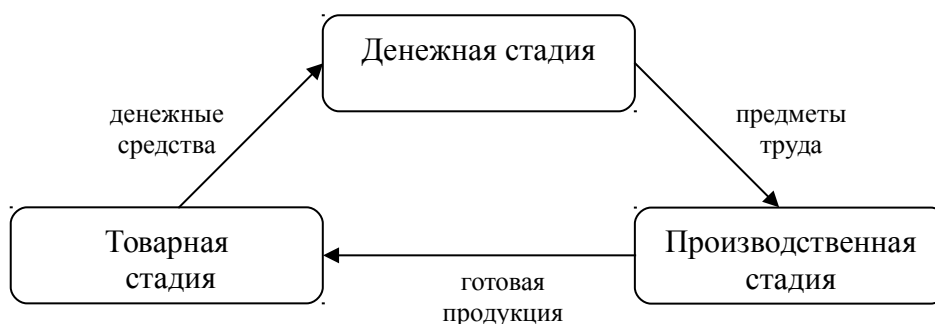 Денежная стадия
денежные
средства
предметы
труда
Товарная
стадия
Производственная
стадия
готовая
продукция